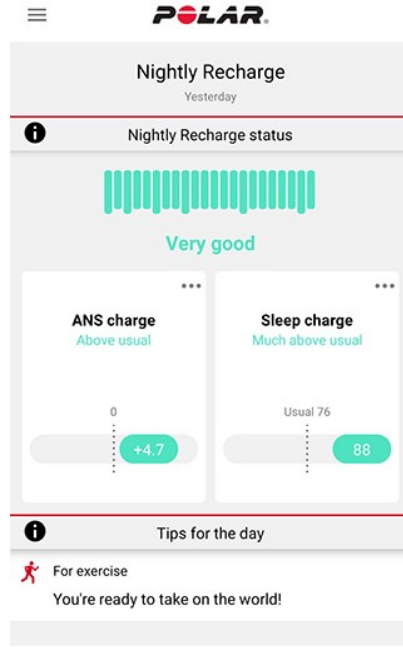 POLAR.
Nightly Recharge
Yesterday
Nightly Recharge status
Very good
ANS charge
Above usual
0
+4.7
Sleep charge
Much above usual
Usual 76
88
Tips for the day
For exercise
You're ready to take on the world!